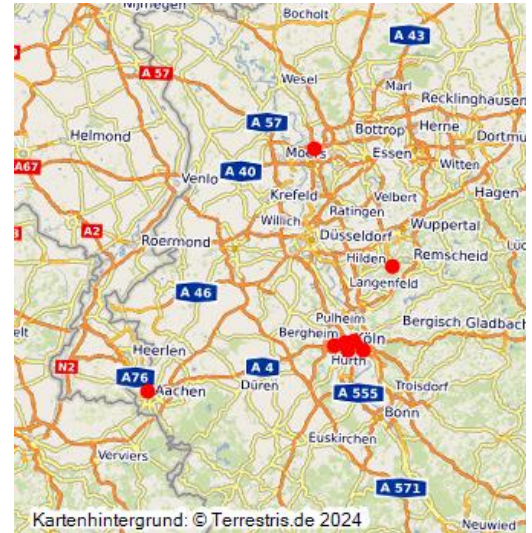 Nijmegen
Bocholt
A 43
Verviers
A 57
Wesel
Marl
Recklinghausen
A 57
Bottrop
Herne
Dortmu
Helmond
Moers
Essen
Witten
A67
A 40
Venlo
Hagen
Krefeld
Velbert
Ratingen
Willich
A2
Düsseldorf
Wuppertal
Roermond
Hilden
Remscheid
Langenfeld
A 46
Pulheim
Bergisch Gladbach
Bergheim
Köln
Heerlen
Hürth
N2
A76
A 4
Düren
Aachen
A 555
Troisdorf
Bonn
Euskirchen
Verviers
A 571
Neuwied
Kartenhintergrund: © Terrestris.de 2024